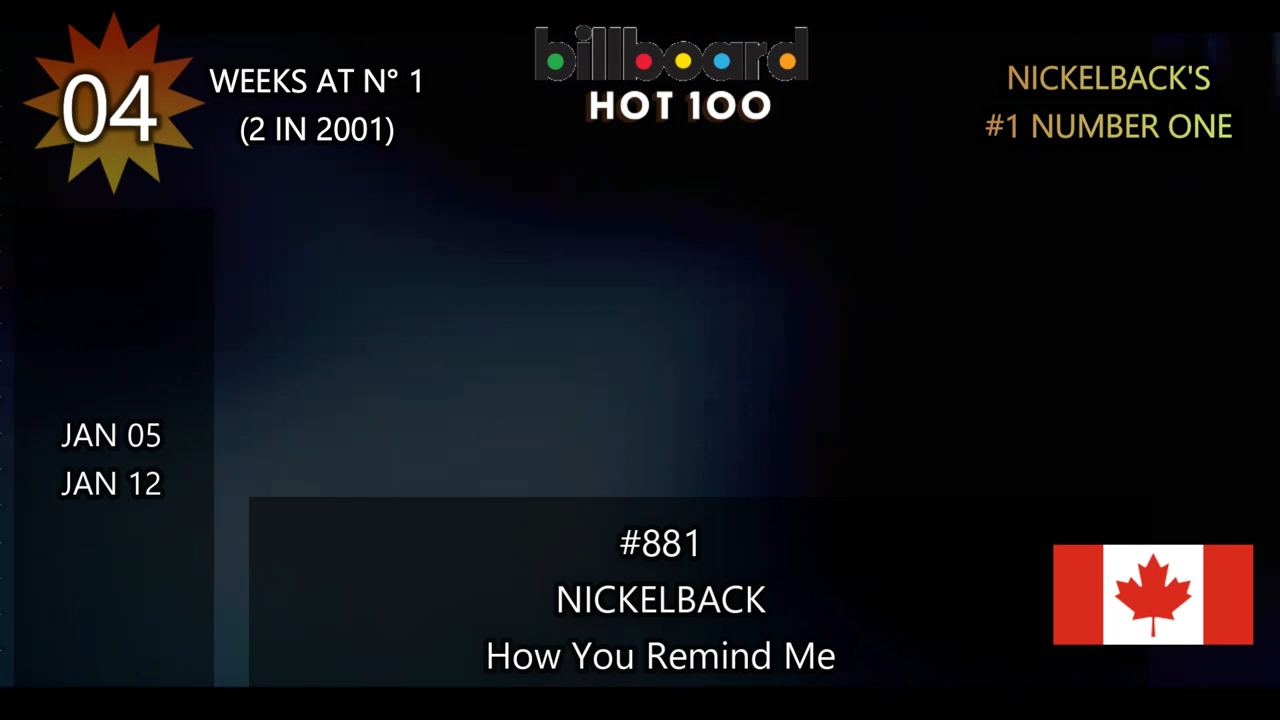 04
WEEKS AT N° 1
(2 IN 2001)
billboard
HOT 100
NICKELBACK'S
#1 NUMBER ONE
JAN 05
JAN 12
#881
NICKELBACK
How You Remind Me